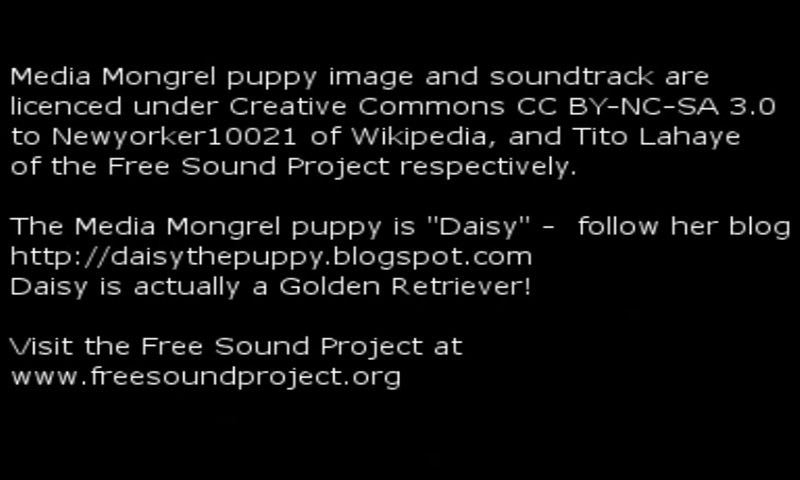 Media Mongrel puppy image and soundtrack are
licenced under Creative Commons CC BY-NC-SA 3.0
to Newyorker10021 of Wikipedia, and Tito Lahaye
of the Free Sound Project respectively.
The Media Mongrel puppy is "Daisy" -  follow her blog
http://daisythepuppy.blogspot.com
Daisy is actually a Golden Retriever!
Visit the Free Sound Project at
www.freesoundproject.org